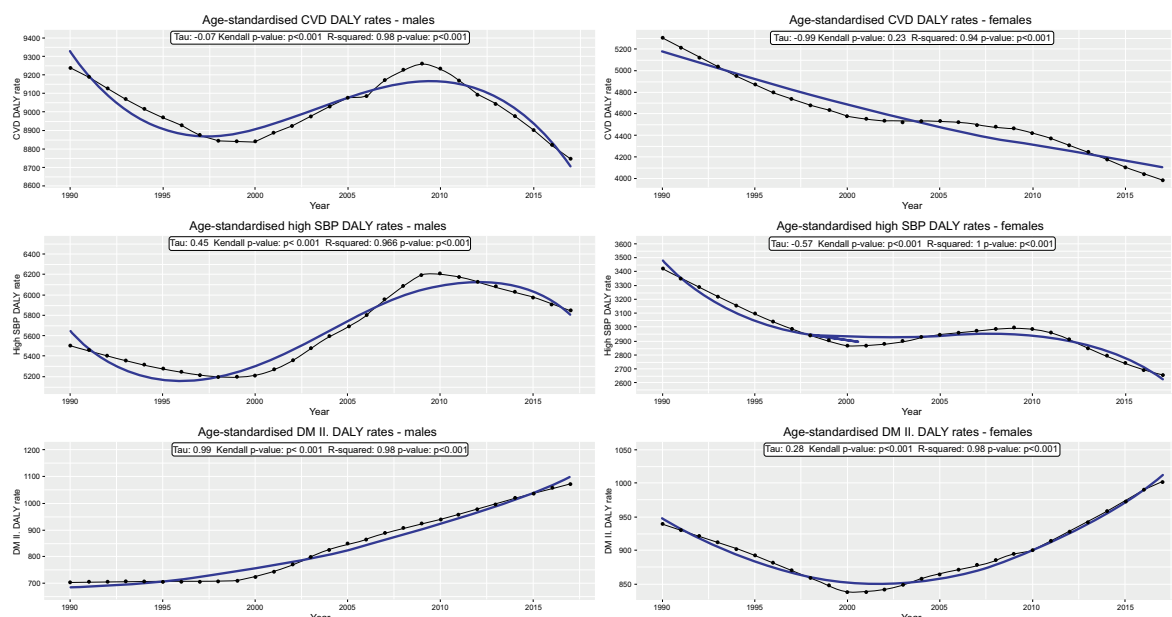 Age-standardised CVD DALY rates - males
Tau: -0.07 Kendall p-value: p<0.001 R-squared: 0.98 p-value: p<0.001
CVD DALY rate
9400
9300
9200
9100
9000
8900
8800
8700
8600
1990 1995 2000 2005 2010 2015
Year
Age-standardised CVD DALY rates - females
Tau: -0.99 Kendall p-value: 0.23 R-squared: 0.94 p-value: p<0.001
CVD DALY rate
5200
5000
4800
4600
4400
4200
4000
1990 1995 2000 2005 2010 2015
Year
Age-standardised high SBP DALY rates - males
Tau: 0.45 Kendall p-value: p< 0.001 R-squared: 0.966 p-value: p<0.001
High SBP DALY rate
6400
6200
6000
5800
5600
5400
5200
1990 1995 2000 2005 2010 2015
Year
Age-standardised high SBP DALY rates - females
Tau: -0.57 Kendall p-value: p<0.001 R-squared: 1 p-value: p<0.001
High SBP DALY rate
3600
3500
3400
3300
3200
3100
3000
2900
2800
2700
2600
1990 1995 2000 2005 2010 2015
Year
Age-standardised DM II. DALY rates - males
Tau: 0.99 Kendall p-value: p< 0.001 R-squared: 0.98 p-value: p<0.001
DM II. DALY rate
1200
1100
1000
900
800
700
1990 1995 2000 2005 2010 2015
Year
Age-standardised DM II. DALY rates - females
Tau: 0.28 Kendall p-value: p<0.001 R-squared: 0.98 p-value: p<0.001
DM II. DALY rate
1050
1000
950
900
850
1990 1995 2000 2005 2010 2015
Year